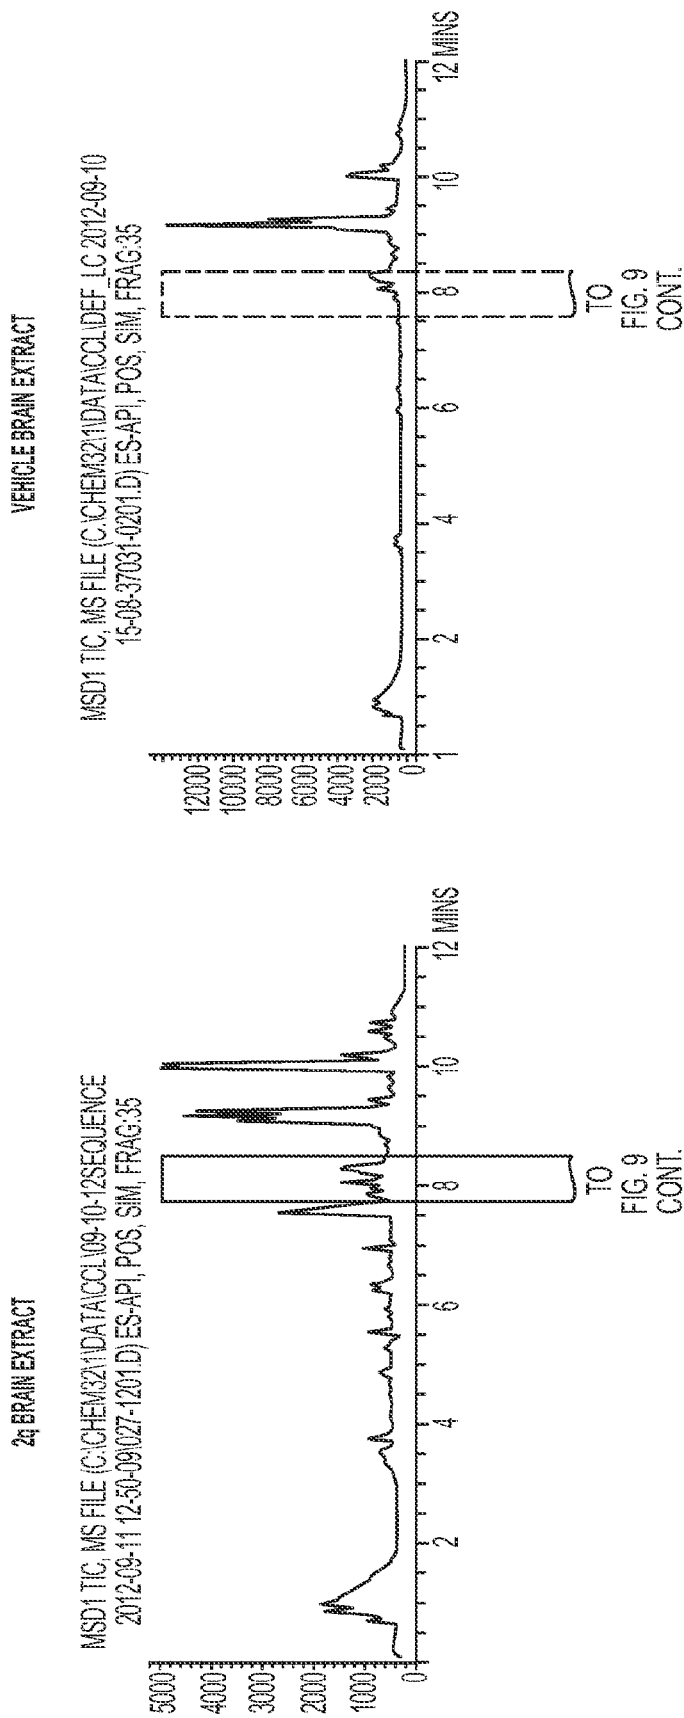 2q BRAIN EXTRACT
MSD1 TIC, MS FILE (C:\CHEM32\1\DATA\CCL\09-10-12SEQUENCE
2012-09-11 12-50-09\027-1201.D) ES-API, POS, SIM, FRAG:35
5000
4000
3000
2000
1000
0
2
4
6
8
10
12 MINS
TO
FIG. 9
CONT.
VEHICLE BRAIN EXTRACT
MSD1 TIC, MS FILE (C:\CHEM32\1\DATA\CCL\DEF_LC 2012-09-10
15-08-37\031-0201.D) ES-API, POS, SIM, FRAG:35
12000
10000
8000
6000
4000
2000
0
1
2
4
6
8
10
12 MINS
TO
FIG. 9
CONT.